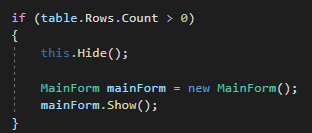 if (table.Rows.Count > 0)
{
this.Hide();
MainForm mainForm = new MainForm();
mainForm.Show();
}